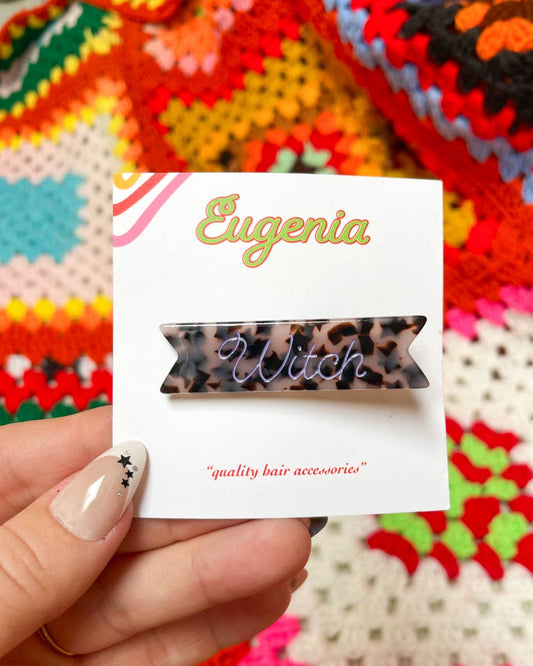 Eugenia
Witch
“quality hair accessories”